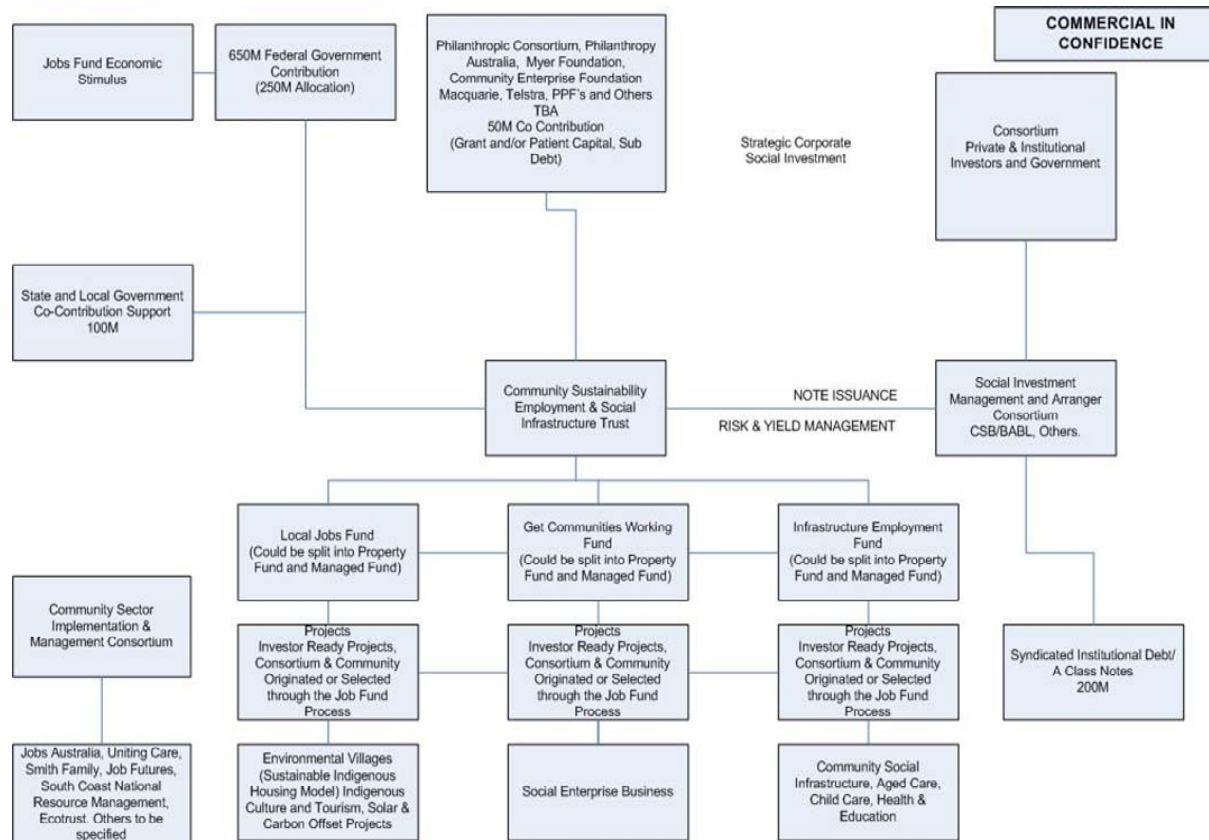 COMMERCIAL IN
CONFIDENCE
Jobs Fund Economic
Stimulus
650M Federal Government
Contribution
(250M Allocation)
Philanthropic Consortium, Philanthropy
Australia, Myer Foundation,
Community Enterprise Foundation
Macquarie, Telstra, PPF's and Others
TBA
50M Co Contribution
(Grant and/or Patient Capital, Sub
Debt)
Strategic Corporate
Social Investment
Consortium
Private & Institutional
Investors and Government
State and Local Government
Co-Contribution Support
100M
Community Sustainability
Employment & Social
Infrastructure Trust
NOTE ISSUANCE
RISK & YIELD MANAGEMENT
Social Investment
Management and Arranger
Consortium
CSB/BABL, Others.
Local Jobs Fund
(Could be split into Property
Fund and Managed Fund)
Get Communities Working
Fund
(Could be split into Property
Fund and Managed Fund)
Infrastructure Employment
Fund
(Could be split into Property
Fund and Managed Fund)
Community Sector
Implementation &
Management Consortium
Projects
Investor Ready Projects,
Consortium & Community
Originated or Selected
through the Job Fund
Process
Projects
Investor Ready Projects,
Consortium & Community
Originated or Selected
through the Job Fund
Process
Projects
Investor Ready Projects,
Consortium & Community
Originated or Selected
through the Job Fund
Process
Syndicated Institutional Debt/
A Class Notes
200M
Jobs Australia, Uniting Care,
Smith Family, Job Futures,
South Coast National
Resource Management,
Ecotrust. Others to be
specified
Environmental Villages
(Sustainable Indigenous
Housing Model) Indigenous
Culture and Tourism, Solar &
Carbon Offset Projects
Social Enterprise Business
Community Social
Infrastructure, Aged Care,
Child Care, Health &
Education